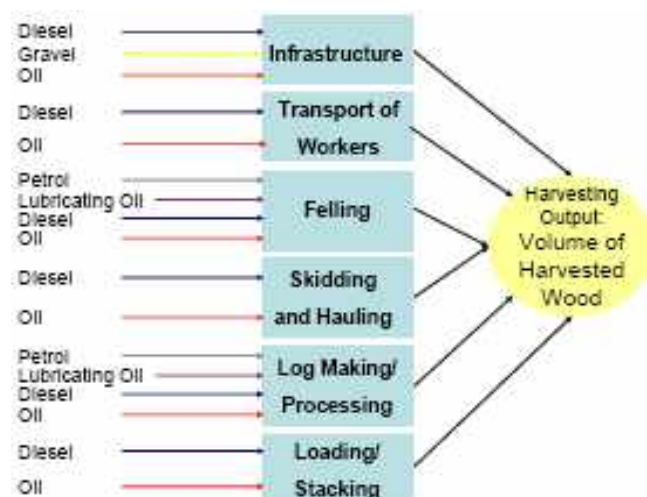 Diesel
Gravel
Oil
Infrastructure
Diesel
Oil
Transport of
Workers
Petrol
Lubricating Oil
Diesel
Oil
Felling
Diesel
Oil
Skidding
and Hauling
Petrol
Lubricating Oil
Diesel
Oil
Log Making/
Processing
Diesel
Oil
Loading/
Stacking
Harvesting
Output:
Volume of
Harvested
Wood